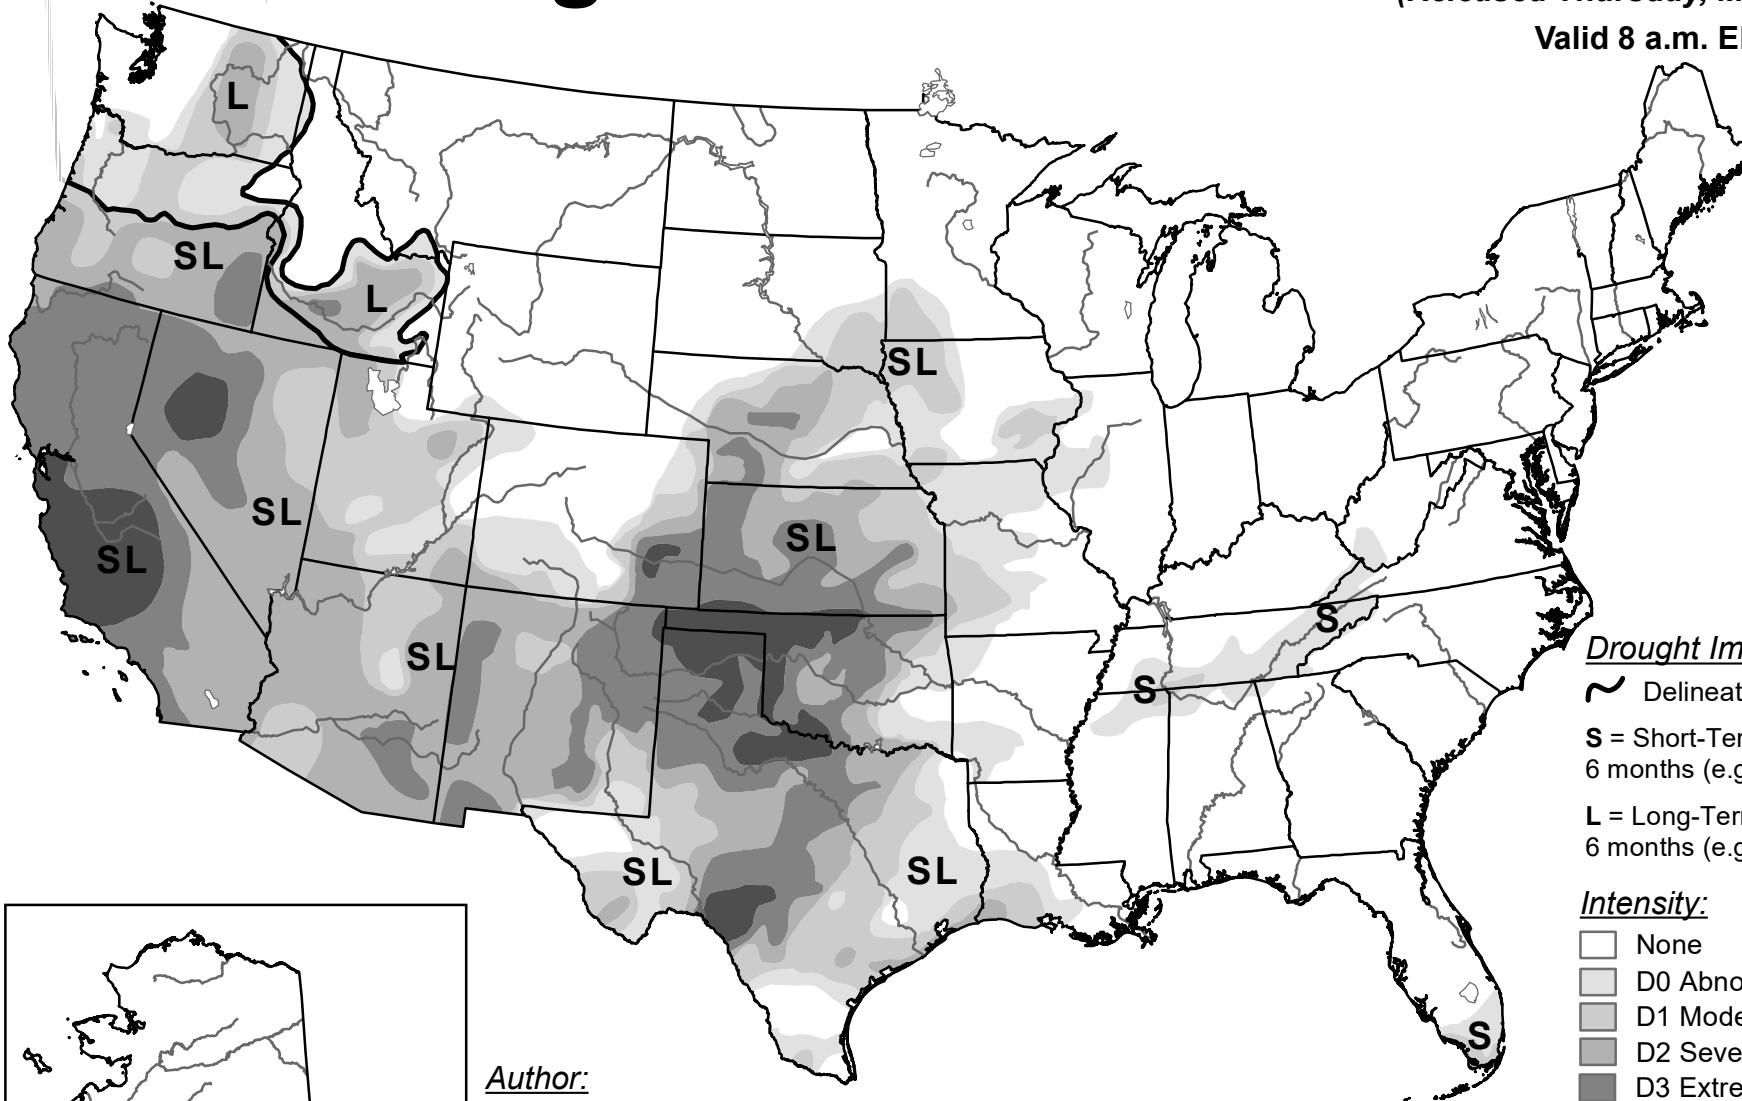 Valid 8 a.m.
L
SL
L
SL
SL
SL
SL
SL
S
S
SL
SL
S
Drought
Delineat
S = Short-Ter
6 months (e.g
L = Long-Ter
6 months (e.g
Intensity:
None
D0 Abno
D1 Mode
D2 Seve
D3 Extre
Author: